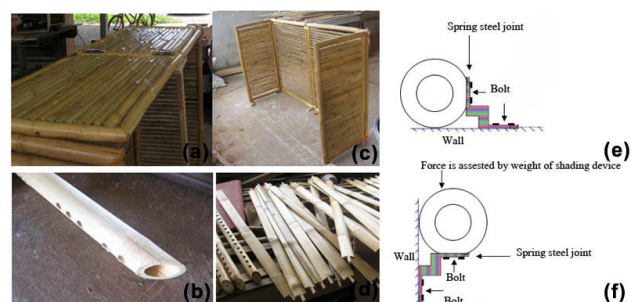 (a)
(c)
Spring steel joint
Bolt
Wall
(e)
Force is assested by weight of shading device
(b)
(d)
Wall
Spring steel joint
Bolt
Bolt
(f)